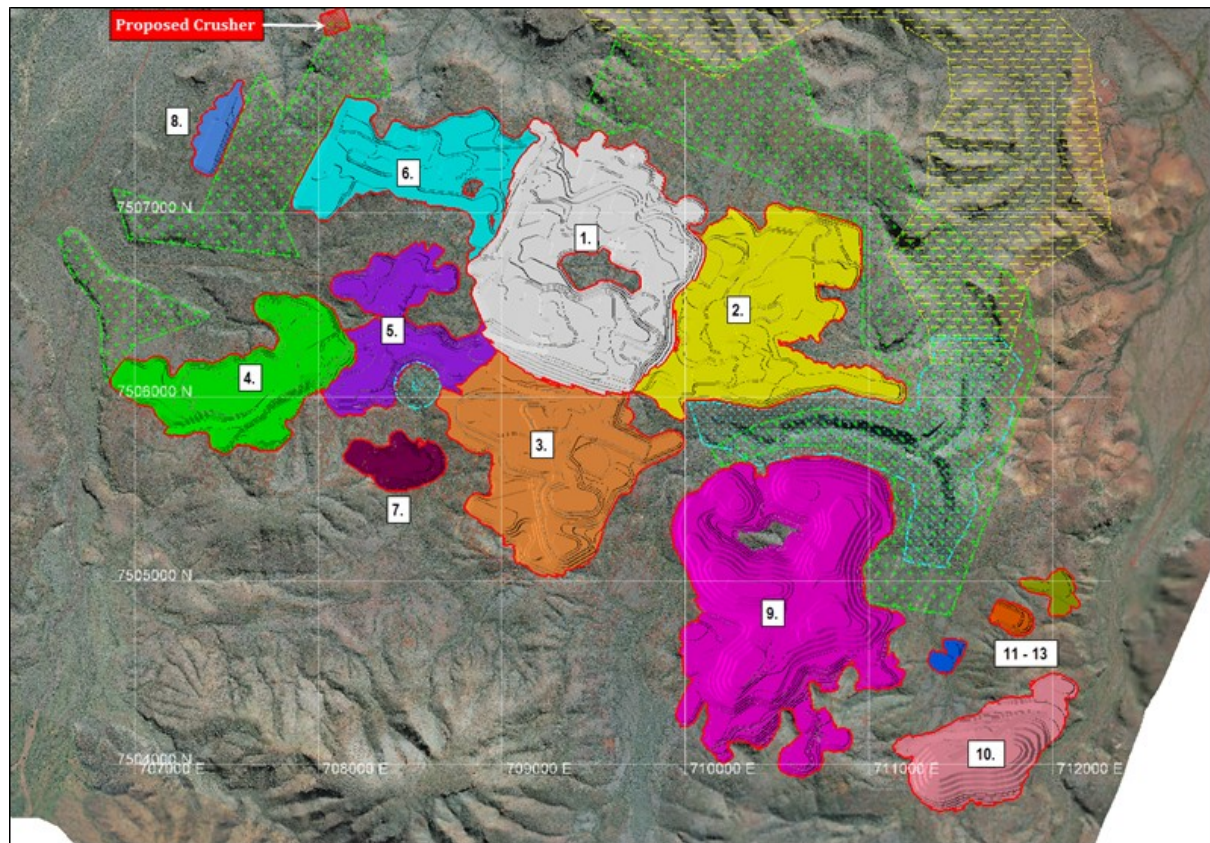 Proposed Crusher
8.
6.
7507000 N
1.
2.
5.
4.
7506000 N
3.
7.
7505000 N
9.
11 - 13
7504000 N
10.
707000 E
708000 E
709000 E
710000 E
711000 E
712000 E